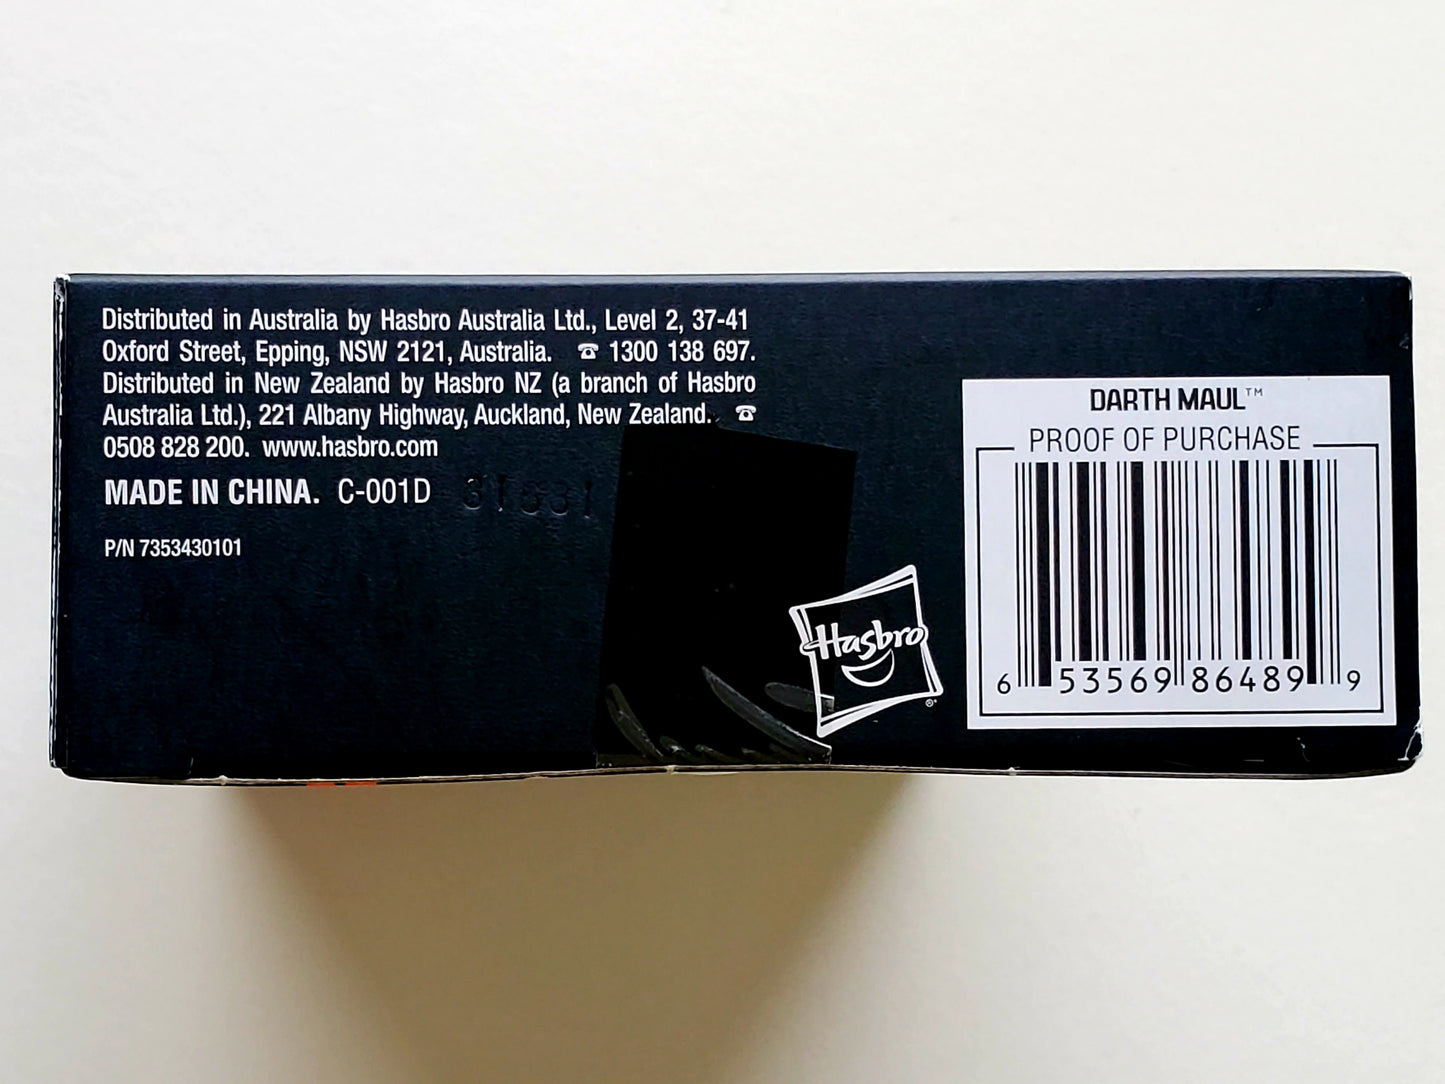 Distributed in Australia by Hasbro Australia Ltd., Level 2, 37-41
Oxford Street, Epping, NSW 2121, Australia. ☎ 1300 138 697.
Distributed in New Zealand by Hasbro NZ (a branch of Hasbro
Australia Ltd.), 221 Albany Highway, Auckland, New Zealand. ☎
0508 828 200. www.hasbro.com
MADE IN CHINA. C-001D 31531
P/N 7353430101
Hasbro
®*
DARTH MAUL™
PROOF OF PURCHASE
6 53569 86489 9